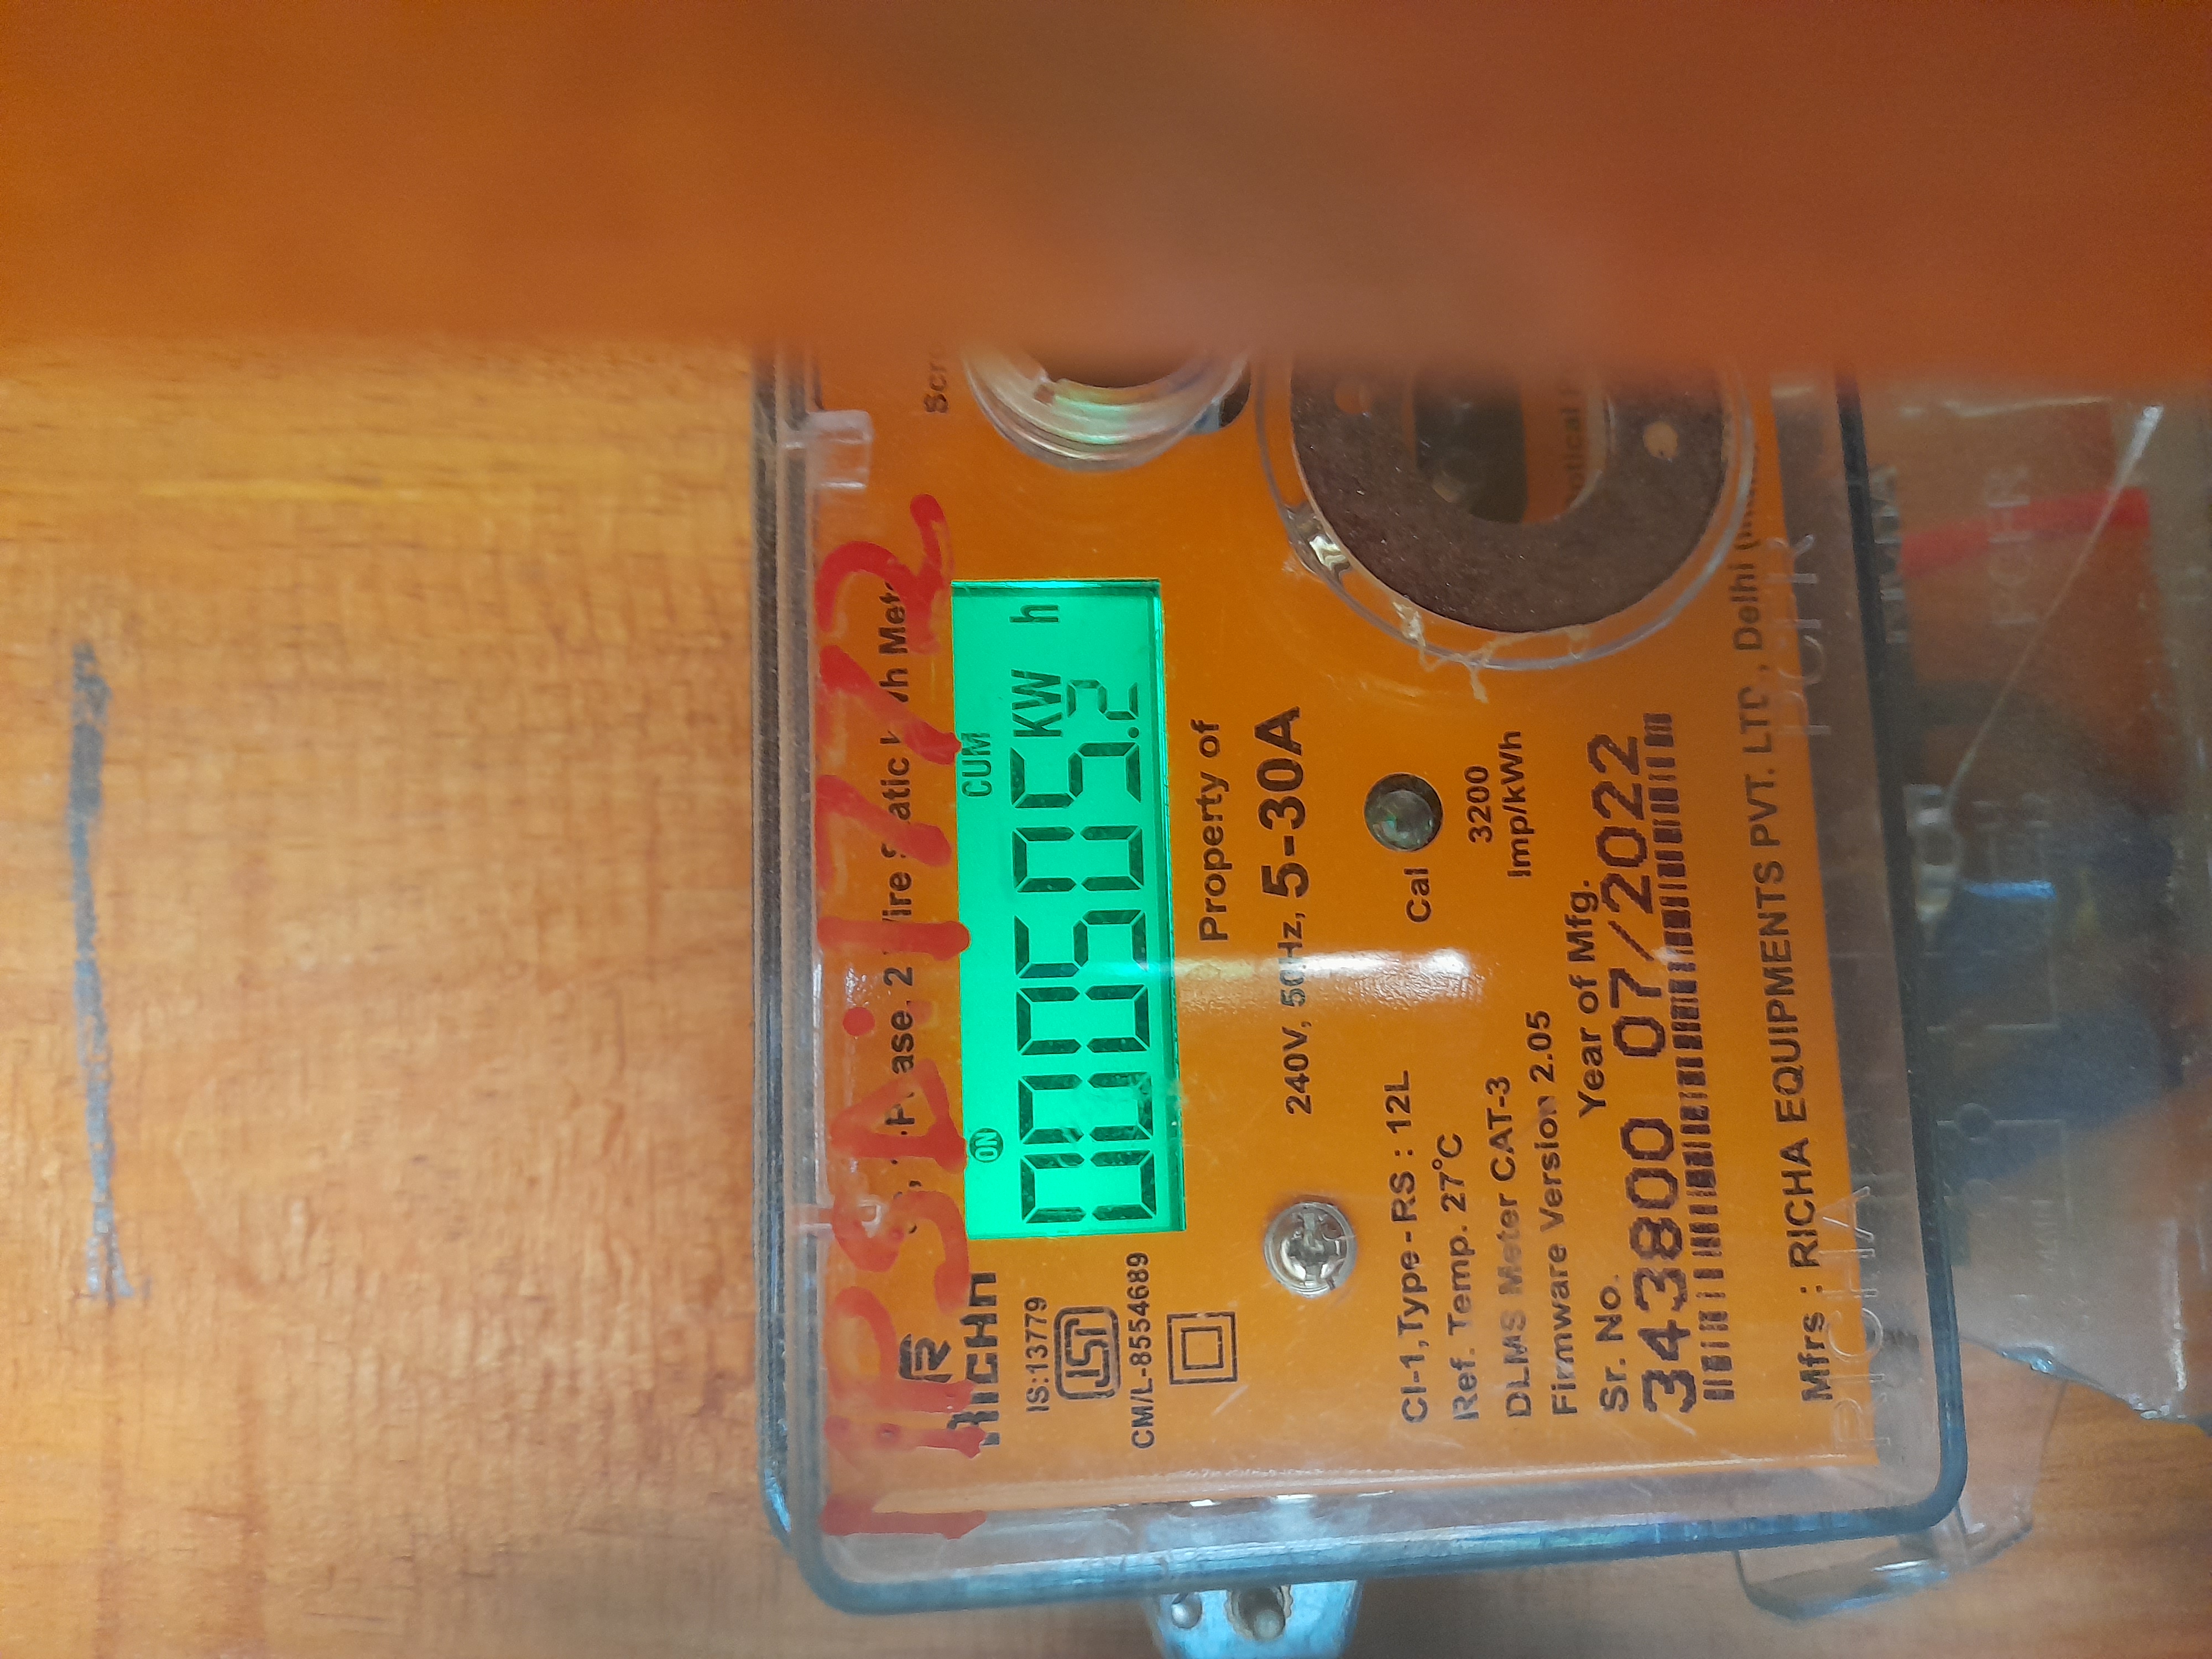 Static
IS:13779
CM/L-8554689
ON
CUM
000505.2
KW h
Property of
240V, 50Hz, 5-30A
Cl-1, Type - RS : 12L
Ref. Temp. 27°C
DLMS Meter CAT-3
Firmware Version 2.05
Cal
3200
Imp/kWh
Sr. No. Year of Mfg.
343800 07/2022
Mfrs : RICHA EQUIPMENTS PVT. LTD., Delhi